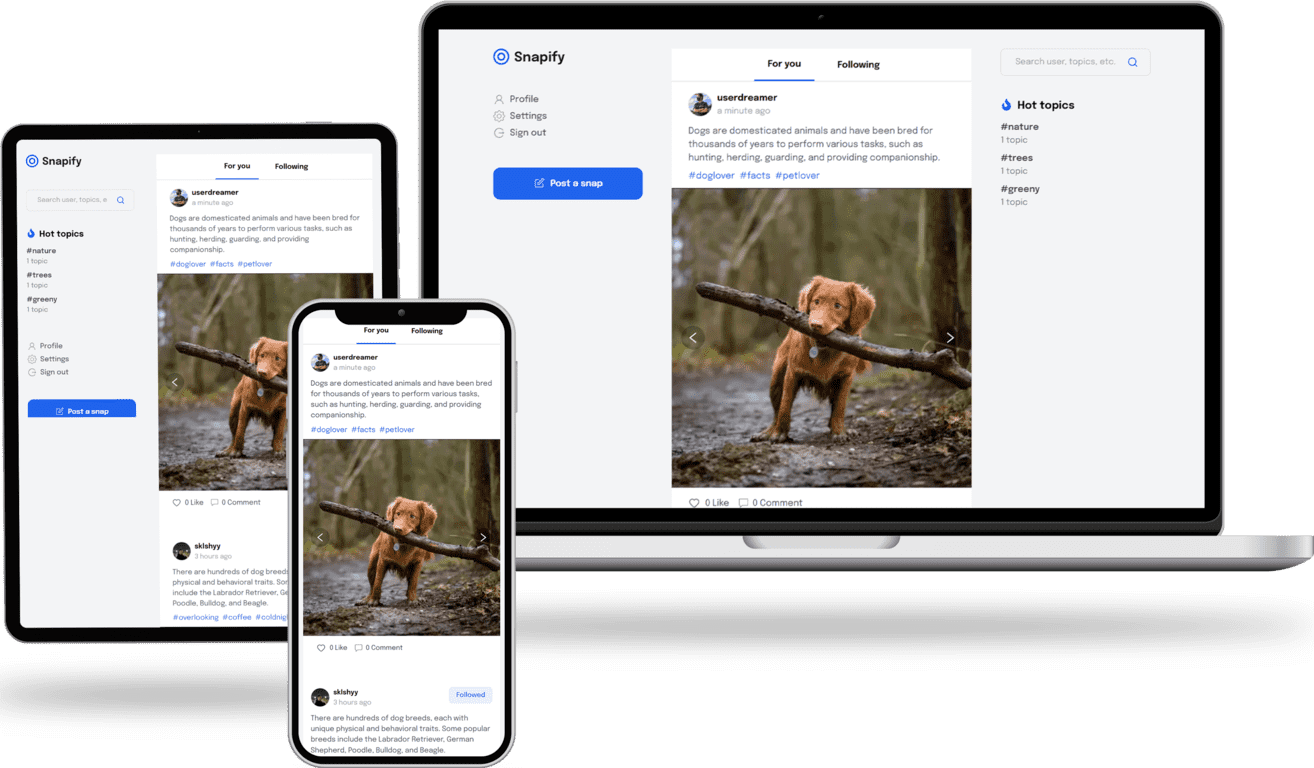 Snapify
Profile
Settings
Sign out
Post a snap
For you Following
userdreamer
a minute ago
Dogs are domesticated animals and have been bred for
thousands of years to perform various tasks, such as
hunting, herding, guarding, and providing companionship.
#doglover #facts #petlover
0 Like 0 Comment
Search user, topics, etc.
Hot topics
#nature
1 topic
#trees
1 topic
#greeny
1 topic
Snapify
Search user, topics, e
Hot topics
#nature
1 topic
#trees
1 topic
#greeny
1 topic
Profile
Settings
Sign out
Post a snap
For you Following
userdreamer
a minute ago
Dogs are domesticated animals and have been bred for
thousands of years to perform various tasks, such as
hunting, herding, guarding, and providing
companionship.
#doglover #facts #petlover
0 Like 0 Comment
sklshyy
3 hours ago
There are hundreds of dog breeds
physical and behavioral traits. So
include the Labrador Retriever, Ge
Poodle, Bulldog, and Beagle.
#overlooking #coffee #coldnig
For you Following
userdreamer
a minute ago
Dogs are domesticated animals and have been bred
for thousands of years to perform various tasks,
such as hunting, herding, guarding, and providing
companionship.
#doglover #facts #petlover
0 Like 0 Comment
sklshyy
3 hours ago
Followed
There are hundreds of dog breeds, each with
unique physical and behavioral traits. Some popular
breeds include the Labrador Retriever, German
Shepherd, Poodle, Bulldog, and Beagle.